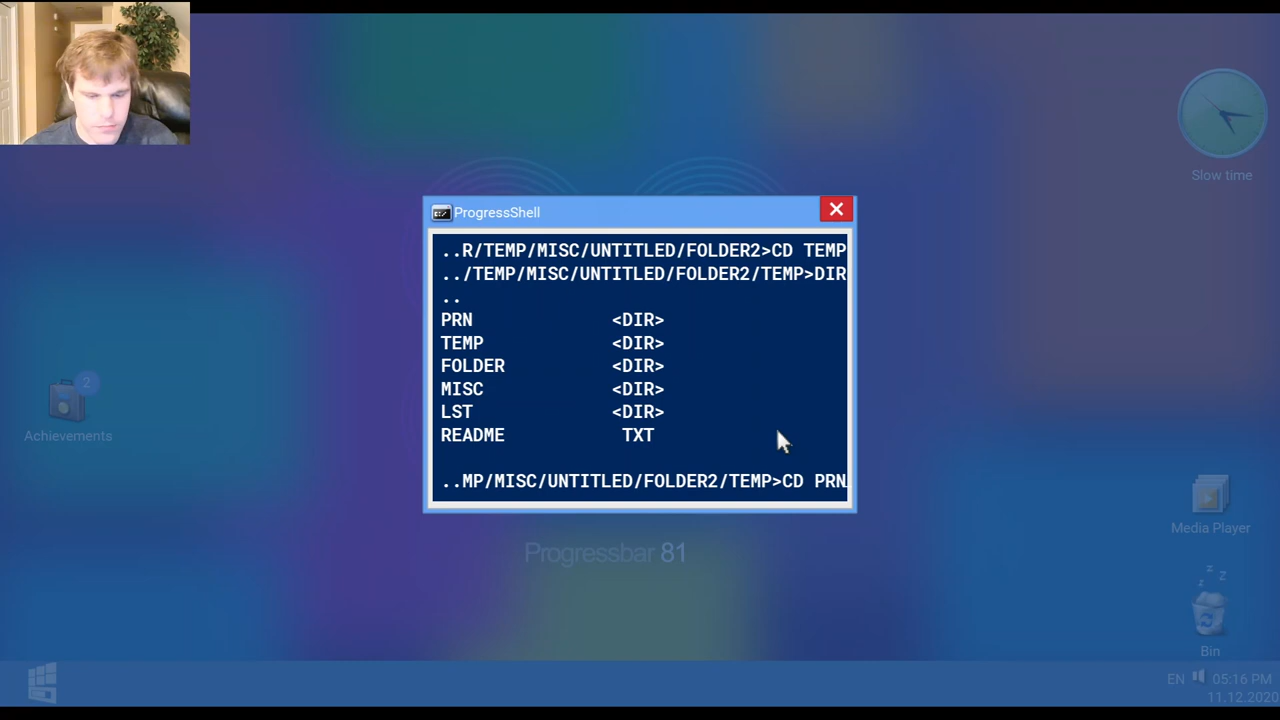 Slow time
ProgressShell
..R/TEMP/MISC/UNTITLED/FOLDER2>CD TEMP
../TEMP/MISC/UNTITLED/FOLDER2/TEMP>DIR
..
PRN <DIR>
TEMP <DIR>
FOLDER <DIR>
MISC <DIR>
LST <DIR>
README TXT
..MP/MISC/UNTITLED/FOLDER2/TEMP>CD PRN
2
Achievements
Media Player
Progressbar 81
z z z
Bin
EN 05:16 PM
11.12.2020